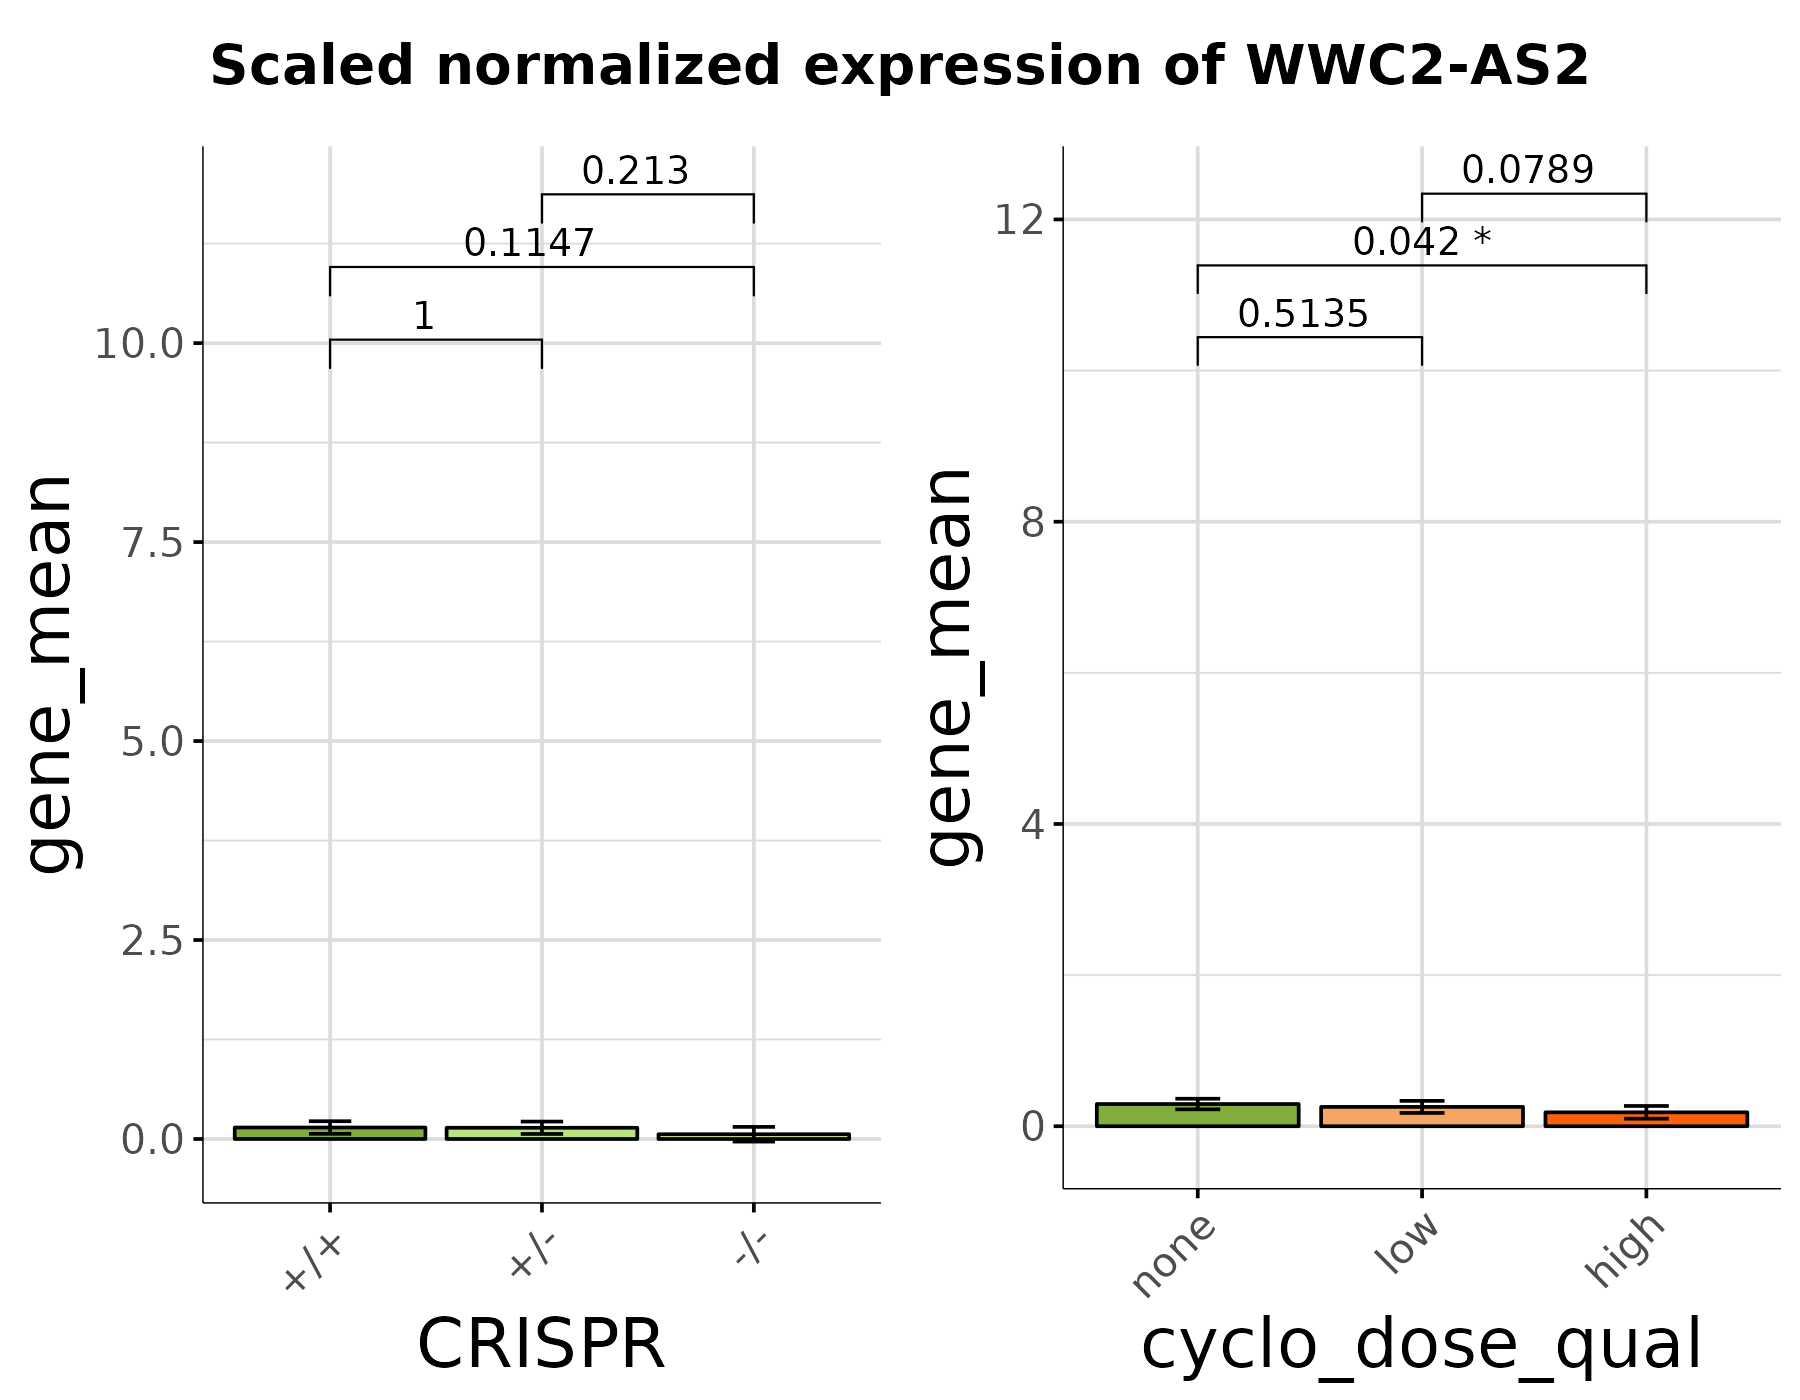 Scaled normalized expression of WWC2-AS2
gene_mean
10.0
7.5
5.0
2.5
0.0
0.213
0.1147
1
+/+
+/-
-/-
CRISPR
gene_mean
12
8
4
0
0.0789
0.042 *
0.5135
none
low
high
cyclo_dose_qual